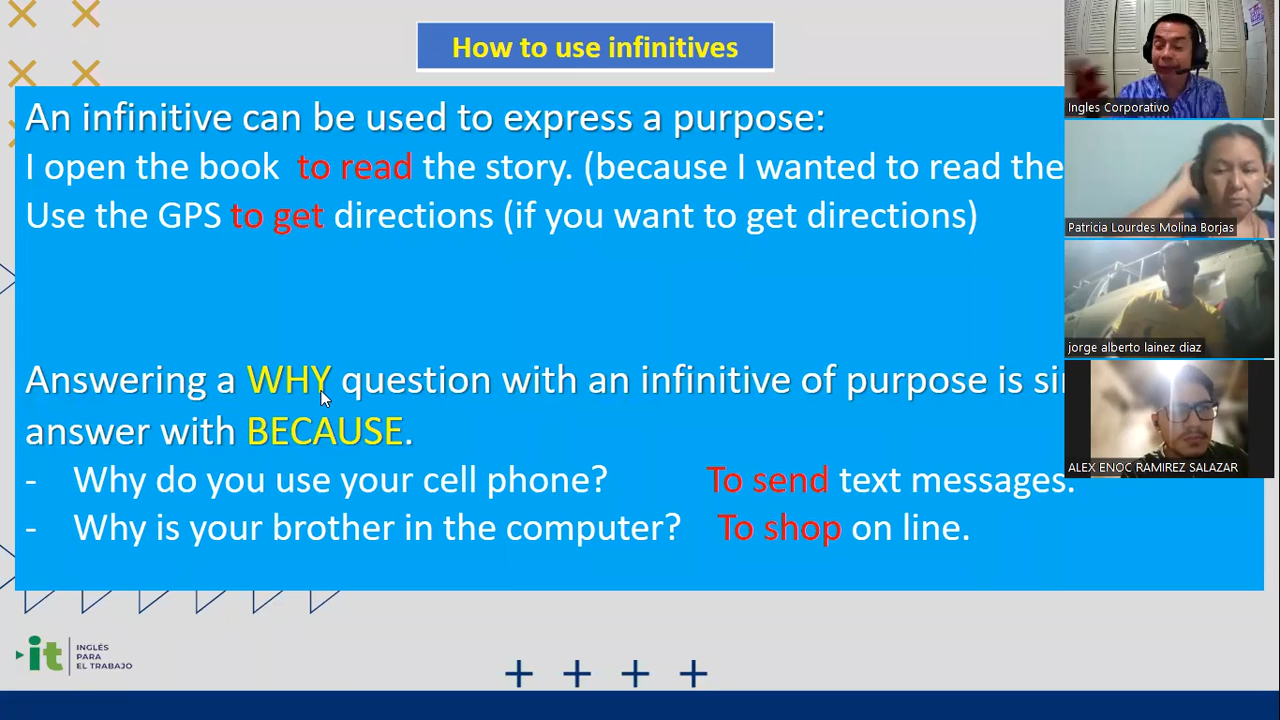 How to use infinitives
An infinitive can be used to express a purpose:
I open the book to read the story. (because I wanted to read the
Use the GPS to get directions (if you want to get directions)
Answering a WHY question with an infinitive of purpose is
answer with BECAUSE.
- Why do you use your cell phone? To send text messages.
- Why is your brother in the computer? To shop on line.
it INGLÉS
PARA
EL TRABAJO
Ingles Corporativo
Patricia Lourdes Molina Borjas
jorge alberto lainez diaz
ALEX ENOC RAMIREZ SALAZAR